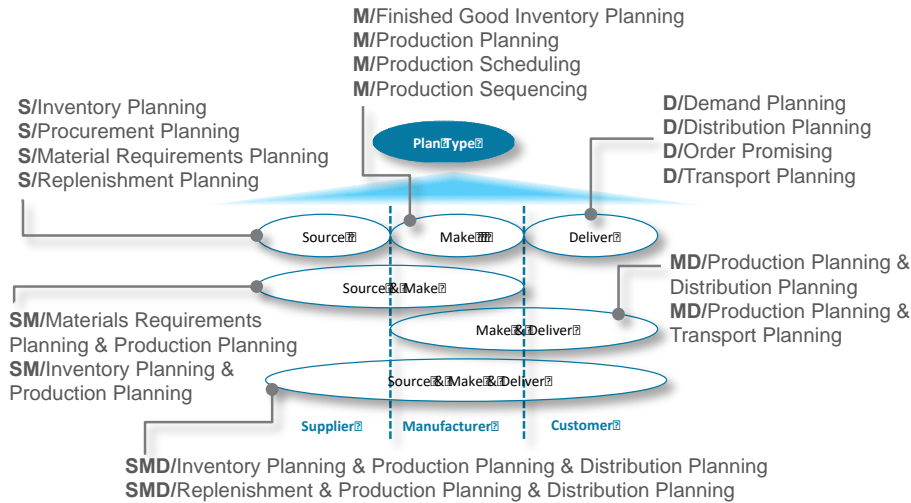 M/Finished Good Inventory Planning
M/Production Planning
M/Production Scheduling
M/Production Sequencing
S/Inventory Planning
S/Procurement Planning
S/Material Requirements Planning
S/Replenishment Planning
D/Demand Planning
D/Distribution Planning
D/Order Promising
D/Transport Planning
Plan Type
Source
Make
Deliver
Source & Make
Make & Deliver
Source & Make & Deliver
MD/Production Planning &
Distribution Planning
MD/Production Planning &
Transport Planning
SM/Materials Requirements
Planning & Production Planning
SM/Inventory Planning &
Production Planning
Supplier
Manufacturer
Customer
SMD/Inventory Planning & Production Planning & Distribution Planning
SMD/Replenishment & Production Planning & Distribution Planning